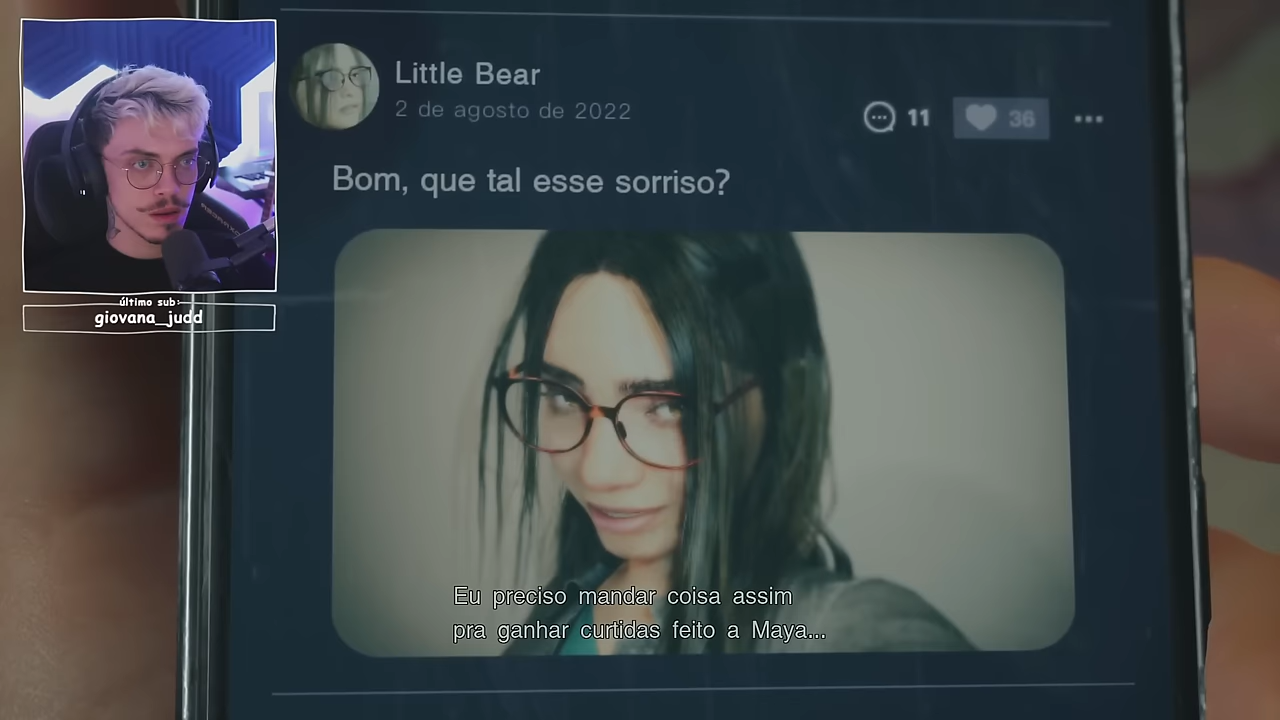 Little Bear
2 de agosto de 2022
11
36
Bom, que tal esse sorriso?
último sub:
giovana_judd
Eu preciso mandar coisa assim
pra ganhar curtidas feito a Maya...